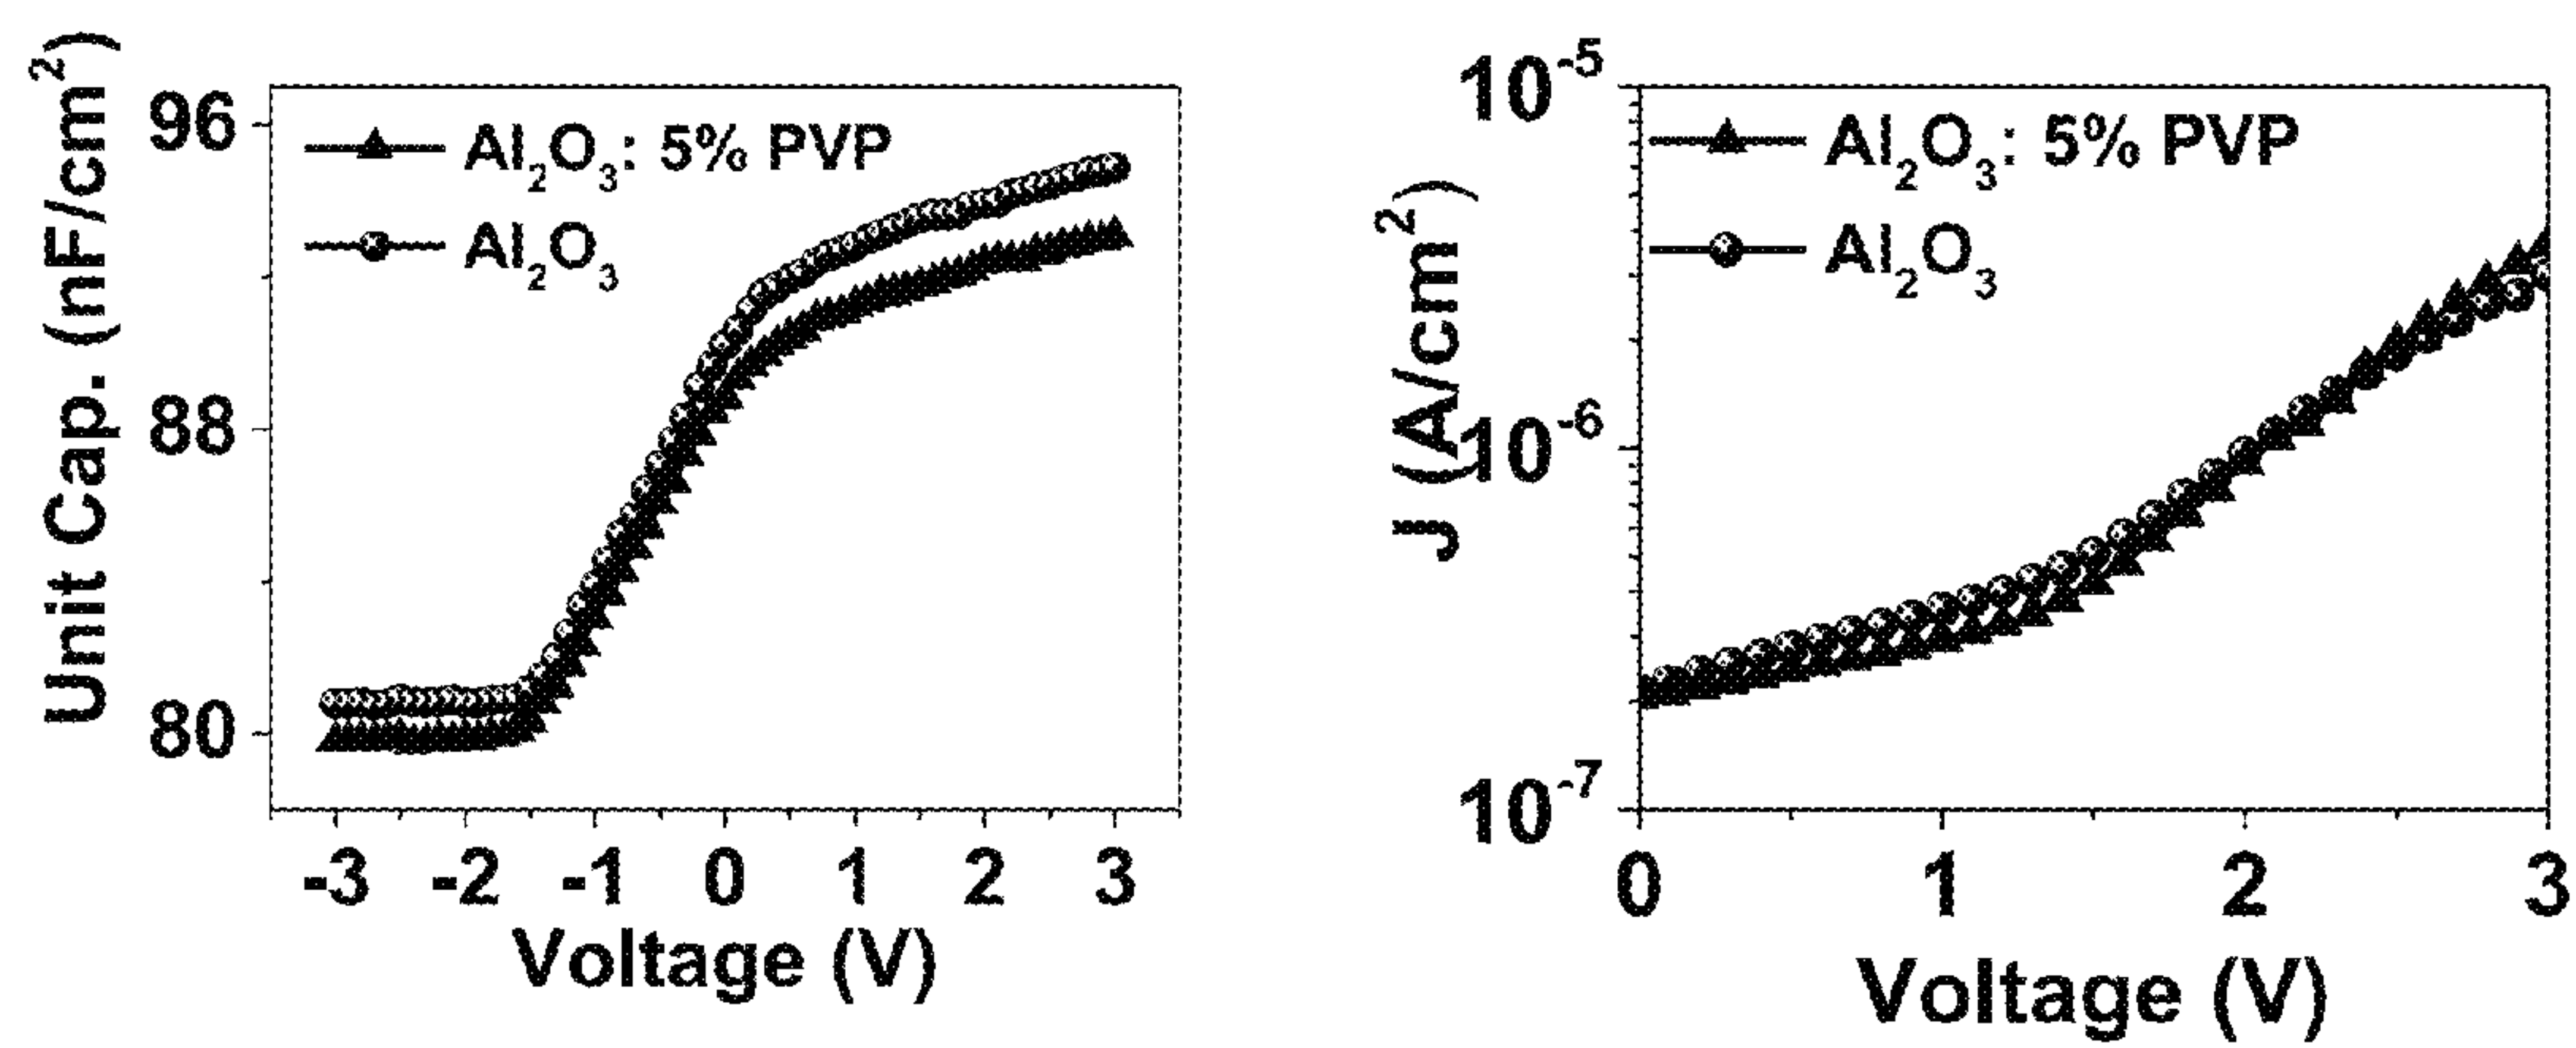 Unit Cap. (nF/cm²)
96
88
80
Al₂O₃: 5% PVP
Al₂O₃
-3 -2 -1 0 1 2 3
Voltage (V)
J (A/cm²)
10⁻⁵
10⁻⁶
10⁻⁷
Al₂O₃: 5% PVP
Al₂O₃
0 1 2 3
Voltage (V)